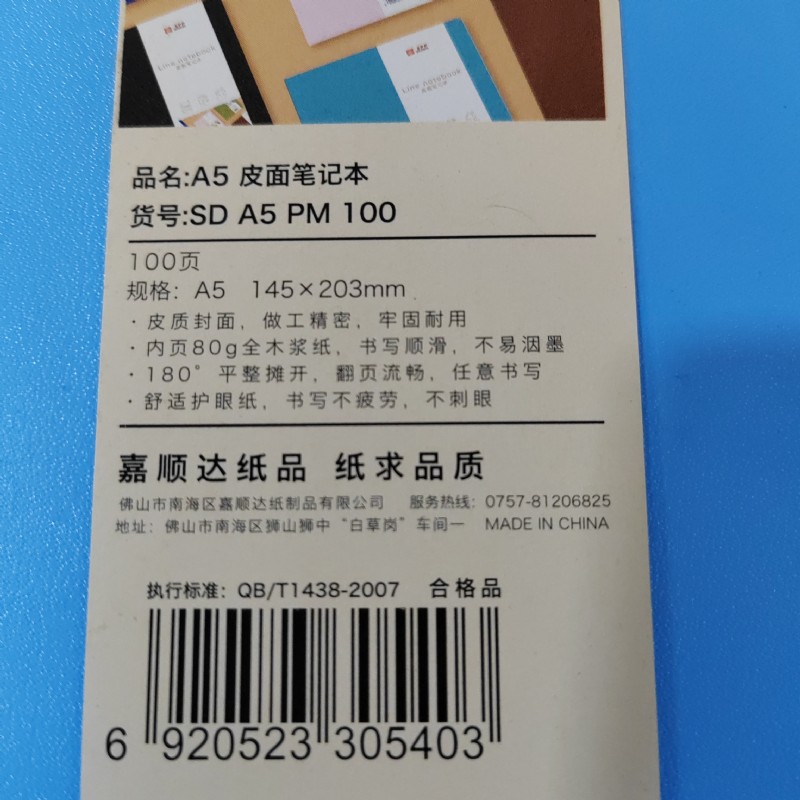 Line notebook
Line notebook
品名:A5 皮面笔记本
货号:SD A5 PM 100
100页
规格: A5 145×203mm
·皮质封面, 做工精密, 牢固耐用
·内页80g全木浆纸, 书写顺滑, 不易洇墨
·180° 平整摊开, 翻页流畅, 任意书写
·舒适护眼纸, 书写不疲劳, 不刺眼
嘉顺达纸品 纸求品质
佛山市南海区嘉顺达纸制品有限公司 服务热线: 0757-81206825
地址: 佛山市南海区狮山狮中“白草岗”车间一 MADE IN CHINA
执行标准: QB/T1438-2007 合格品
6 920523 305403